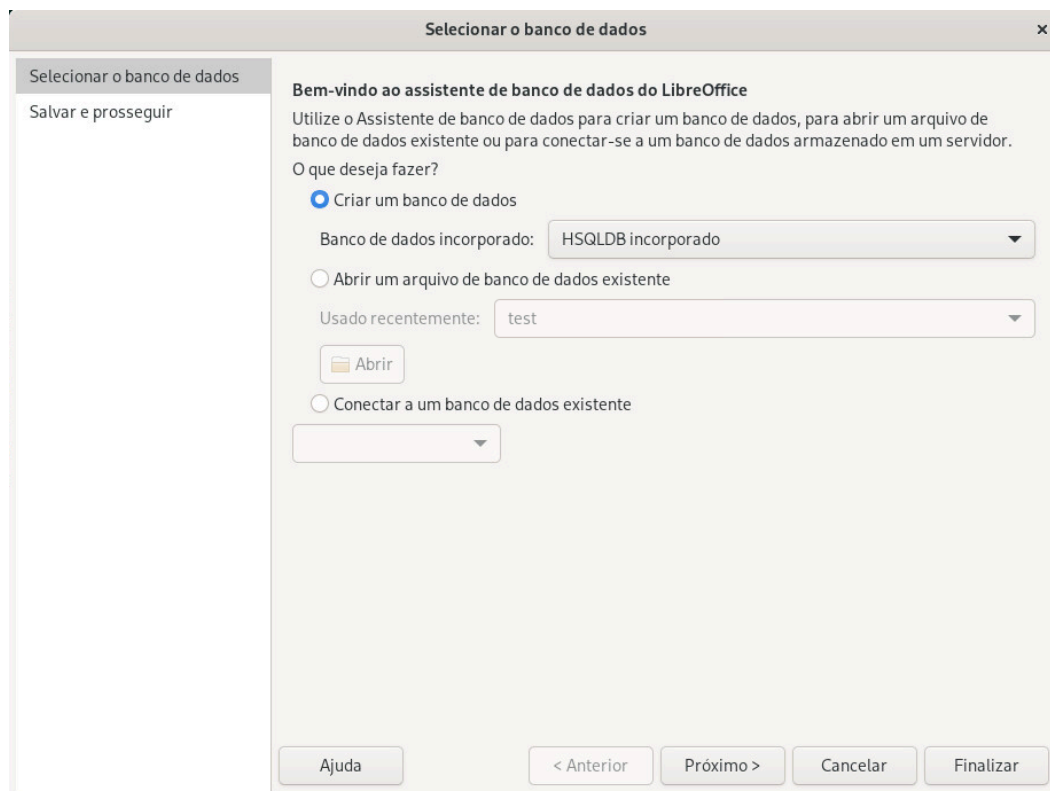 Selecionar o banco de dados
×
Selecionar o banco de dados
Salvar e prosseguir
Bem-vindo ao assistente de banco de dados do LibreOffice
Utilize o Assistente de banco de dados para criar um banco de dados, para abrir um arquivo de
banco de dados existente ou para conectar-se a um banco de dados armazenado em um servidor.
O que deseja fazer?
Criar um banco de dados
Banco de dados incorporado: HSQLDB incorporado
Abrir um arquivo de banco de dados existente
Usado recentemente: test
Abrir
Conectar a um banco de dados existente
Ajuda < Anterior Próximo > Cancelar Finalizar